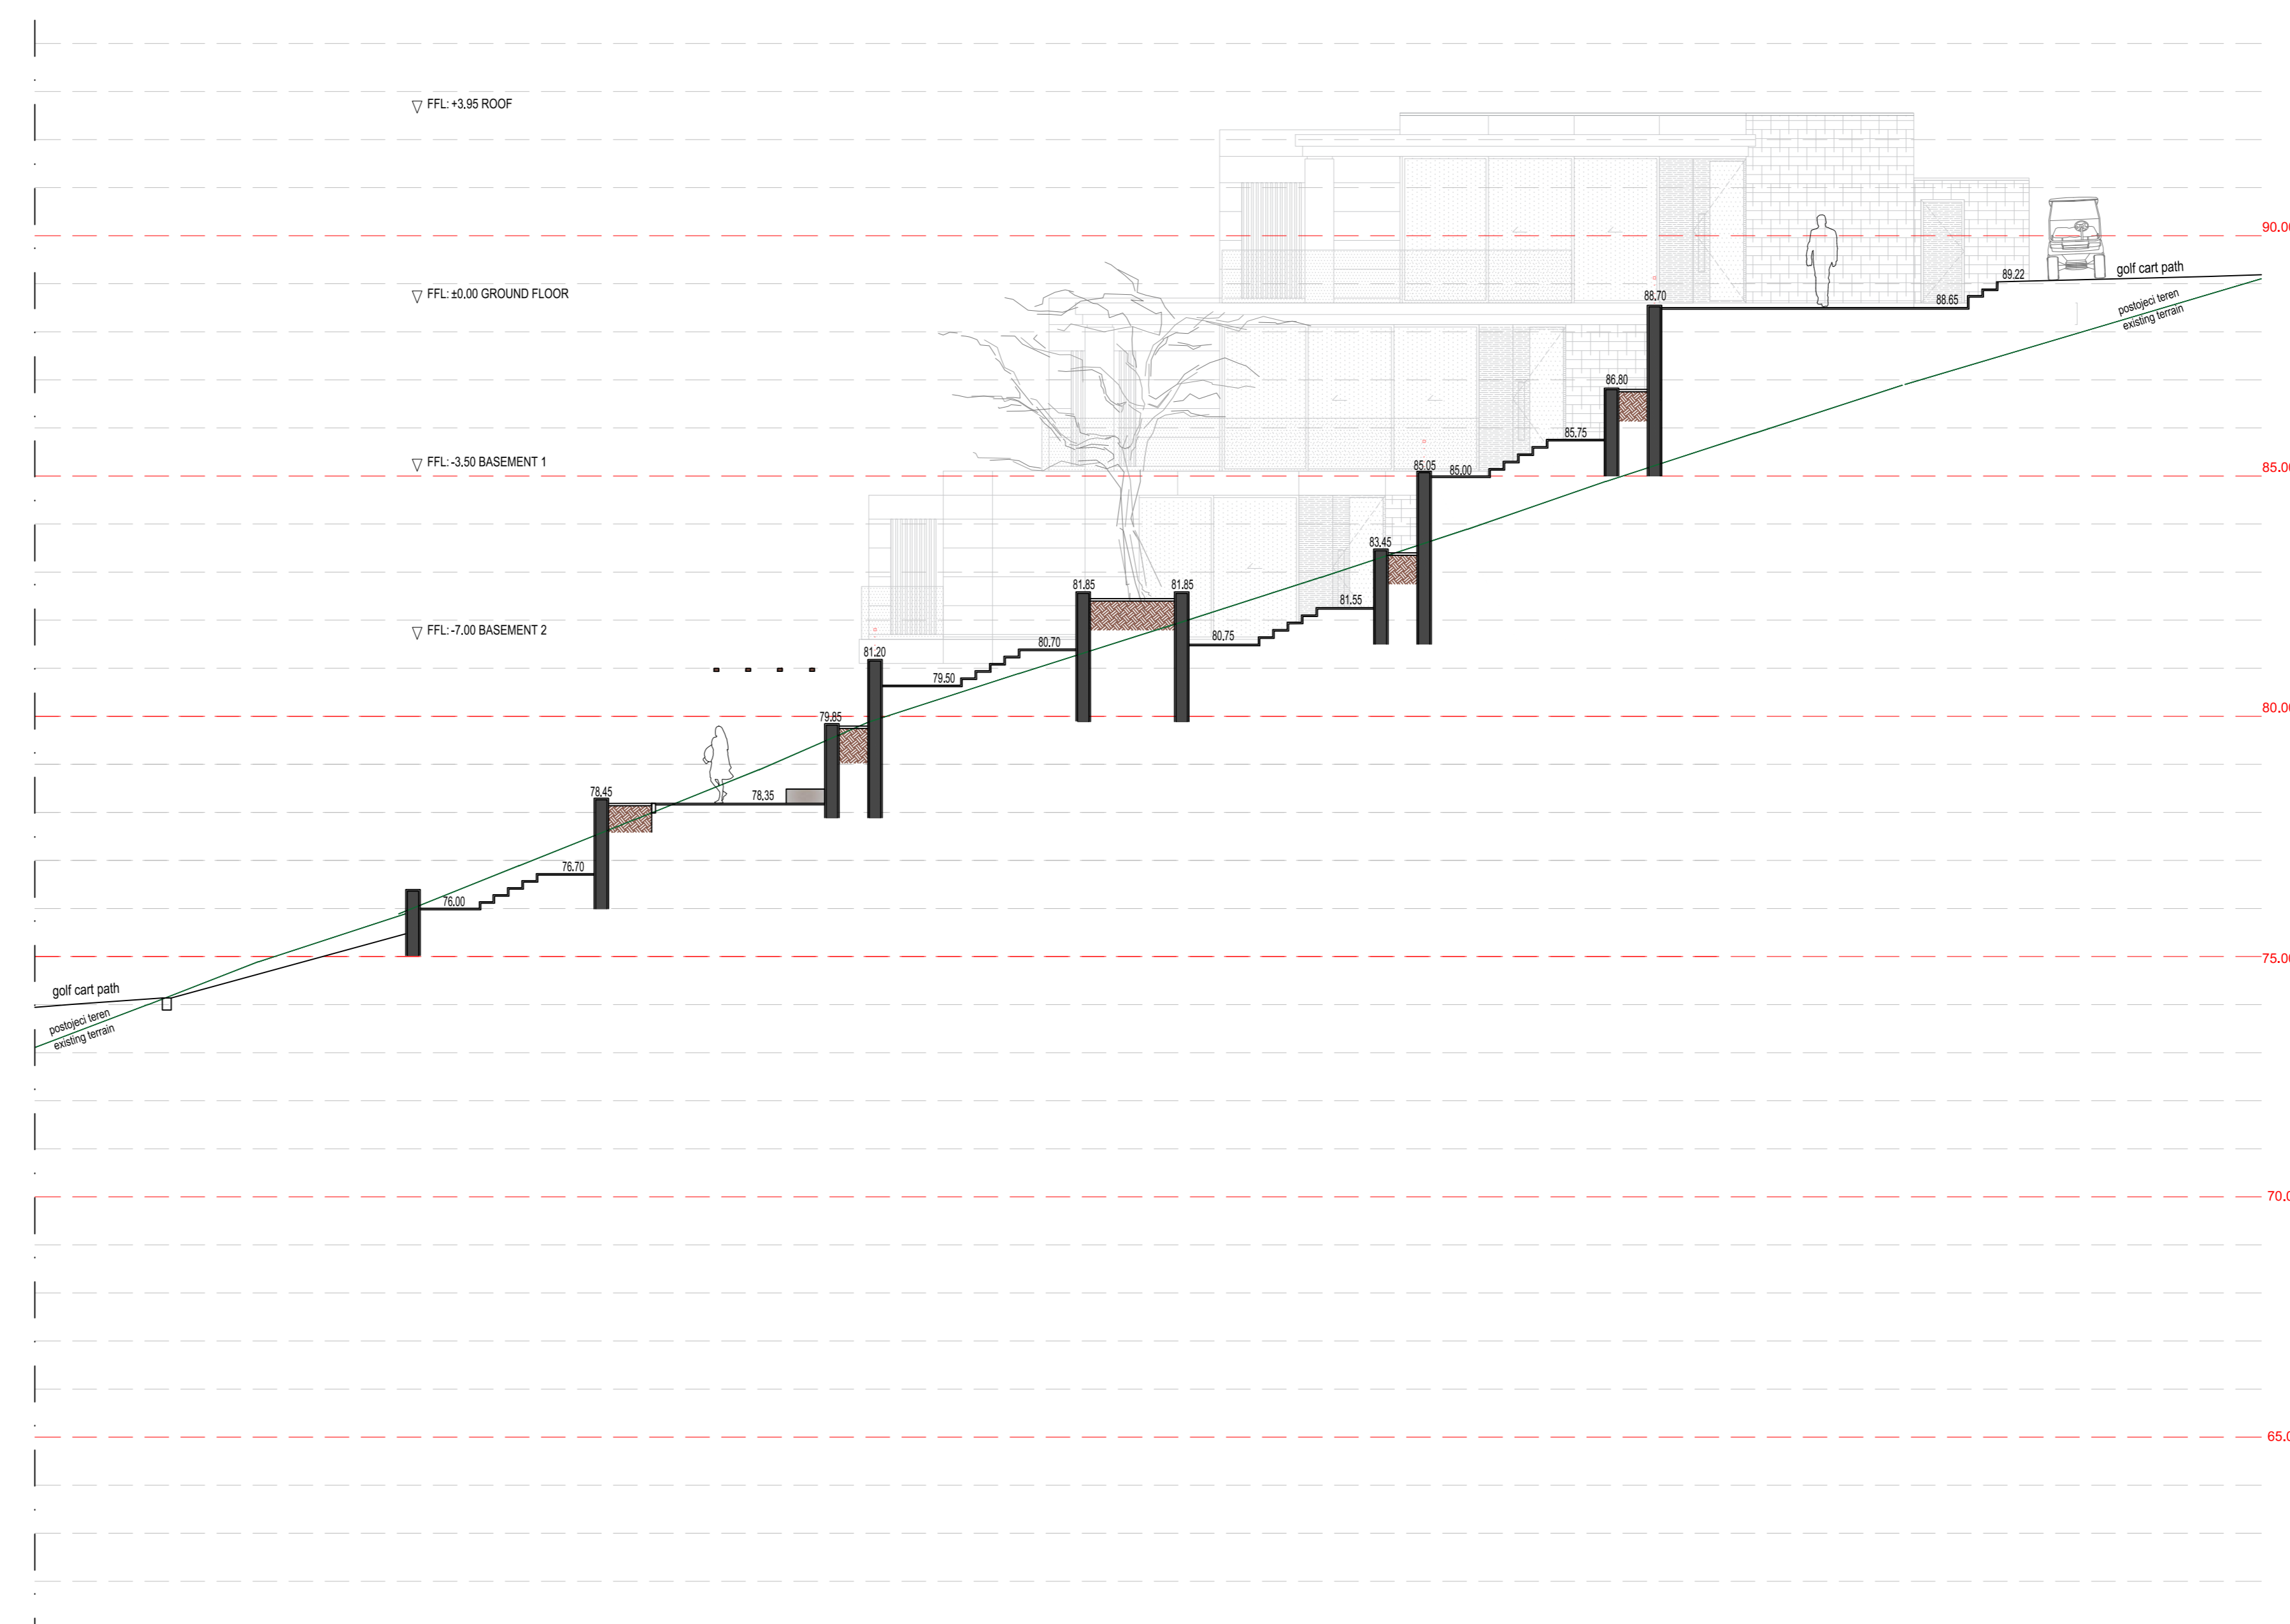 FFL: +3.95 ROOF
90.00
89.22
golf cart path
FFL: ±0.00 GROUND FLOOR
88.70
88.65
postojeci teren
existing terrain
86.80
85.75
FFL: -3.50 BASEMENT 1
85.05
85.00
85.00
83.45
81.85
81.85
81.55
FFL: -7.00 BASEMENT 2
80.75
80.70
81.20
79.50
80.00
79.85
78.45
78.35
76.70
76.00
75.00
golf cart path
postojeci teren
existing terrain
70.0
65.0